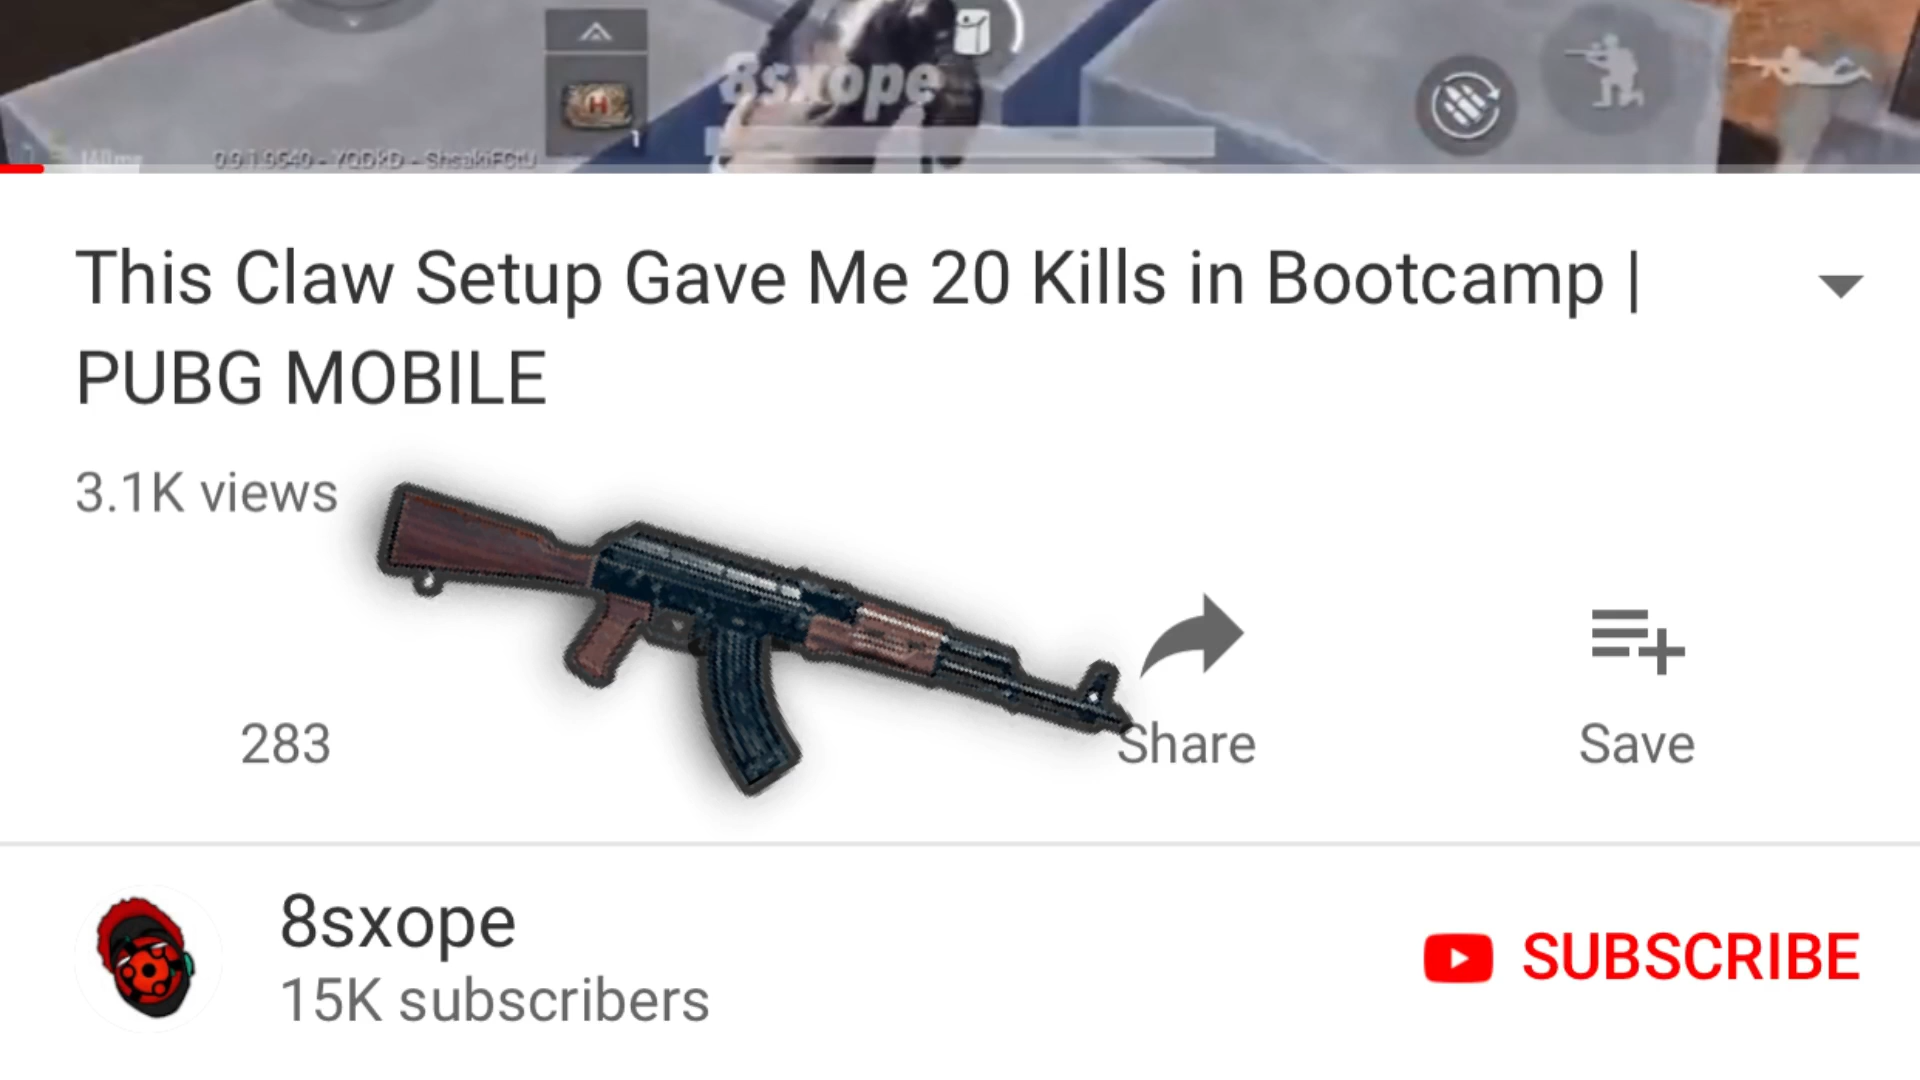 8sxope
H
1
This Claw Setup Gave Me 20 Kills in Bootcamp |
PUBG MOBILE
3.1K views
283
Share
Save
8sxope
15K subscribers
SUBSCRIBE